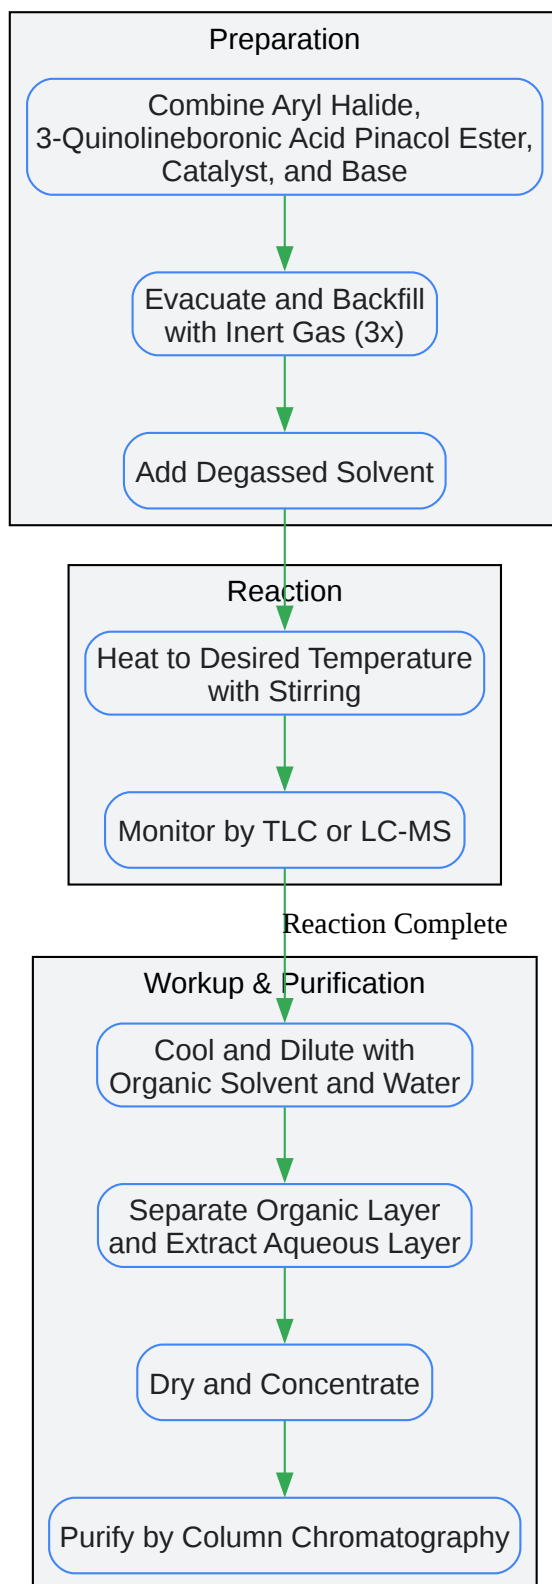 Preparation
Combine Aryl Halide,
3-Quinolineboronic Acid Pinacol Ester,
Catalyst, and Base
Evacuate and Backfill
with Inert Gas (3x)
Add Degassed Solvent
Reaction
Heat to Desired Temperature
with Stirring
Monitor by TLC or LC-MS
Reaction Complete
Workup & Purification
Cool and Dilute with
Organic Solvent and Water
Separate Organic Layer
and Extract Aqueous Layer
Dry and Concentrate
Purify by Column Chromatography